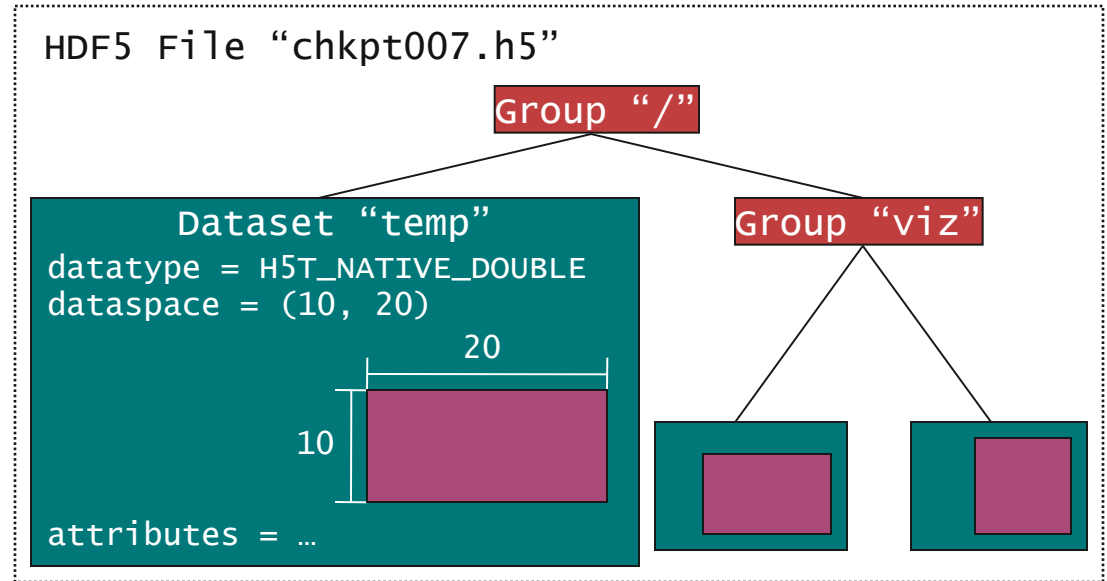 HDF5 File “chkpt007.h5”
Group “/”
Dataset “temp”
datatype = H5T_NATIVE_DOUBLE
dataspace = (10, 20)
20
10
attributes = …
Group “viz”